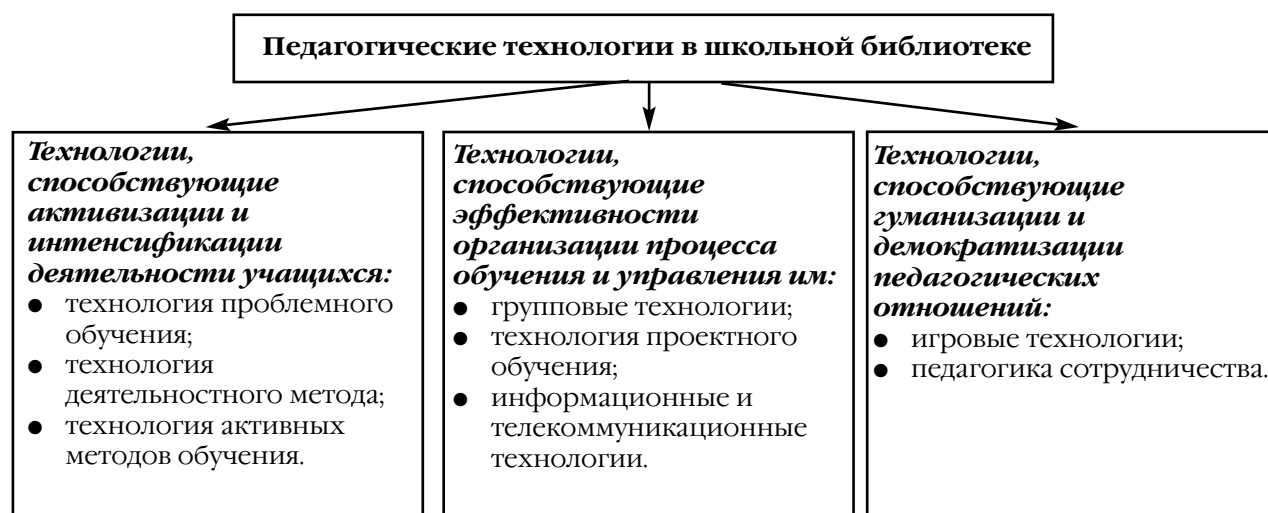 Педагогические технологии в школьной библиотеке
Технологии,
способствующие
активизации и
интенсификации
деятельности учащихся:
● технология проблемного
обучения;
● технология
деятельностного метода;
● технология активных
методов обучения.
Технологии,
способствующие
эффективности
организации процесса
обучения и управления им:
● групповые технологии;
● технология проектного
обучения;
● информационные и
телекоммуникационные
технологии.
Технологии,
способствующие
гуманизации и
демократизации
педагогических
отношений:
● игровые технологии;
● педагогика сотрудничества.